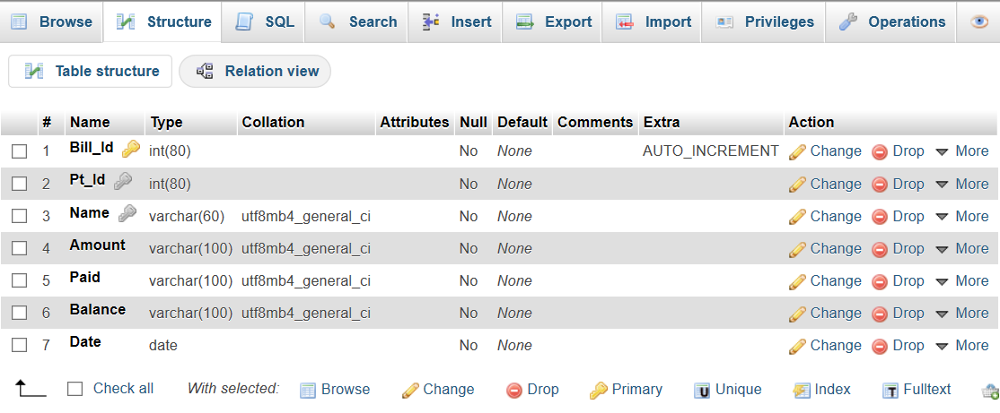 Browse Structure SQL Search Insert Export Import Privileges Operations
Table structure Relation view
# Name Type Collation Attributes Null Default Comments Extra Action
1 Bill_Id int(80) No None AUTO_INCREMENT Change Drop More
2 Pt_Id int(80) No None Change Drop More
3 Name varchar(60) utf8mb4_general_ci No None Change Drop More
4 Amount varchar(100) utf8mb4_general_ci No None Change Drop More
5 Paid varchar(100) utf8mb4_general_ci No None Change Drop More
6 Balance varchar(100) utf8mb4_general_ci No None Change Drop More
7 Date date No None Change Drop More
Check all With selected: Browse Change Drop Primary Unique Index Fulltext